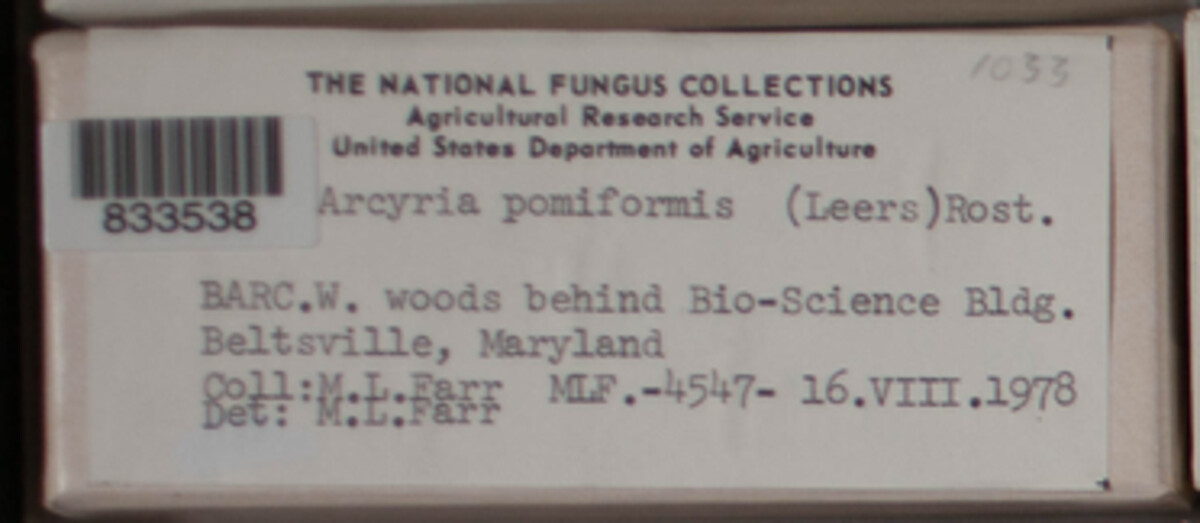 1033
THE NATIONAL FUNGUS COLLECTIONS
Agricultural Research Service
United States Department of Agriculture
833538
Arcyria pomiformis (Leers)Rost.
BARC.W. woods behind Bio-Science Bldg.
Beltsville, Maryland
Coll:M.L.Farr MLF.-4547- 16.VIII.1978
Det: M.L.Farr